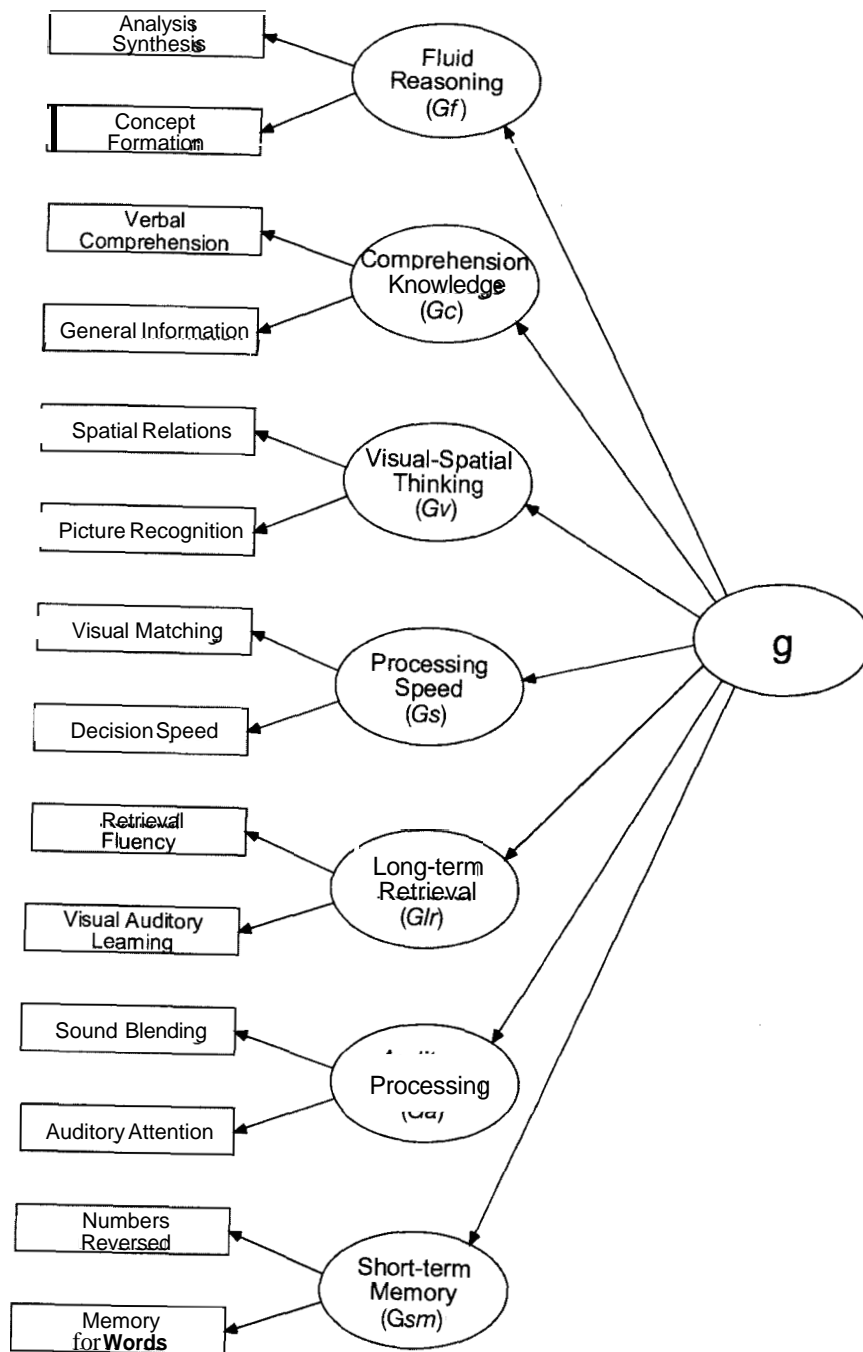 Analysis
Synthesis
Fluid
Reasoning
(Gf)
Concept
Formation
Verbal
Comprehension
Comprehension
Knowledge
(Gc)
General Information
Spatial Relations
Visual-Spatial
Thinking
(Gv)
Picture Recognition
g
Visual Matching
Processing
Speed
(Gs)
Decision Speed
Retrieval
Fluency
Long-term
Retrieval
(Glr)
Visual Auditory
Learning
Sound Blending
Processing
(Ga)
Auditory Attention
Numbers
Reversed
Short-term
Memory
(Gsm)
Memory
for Words